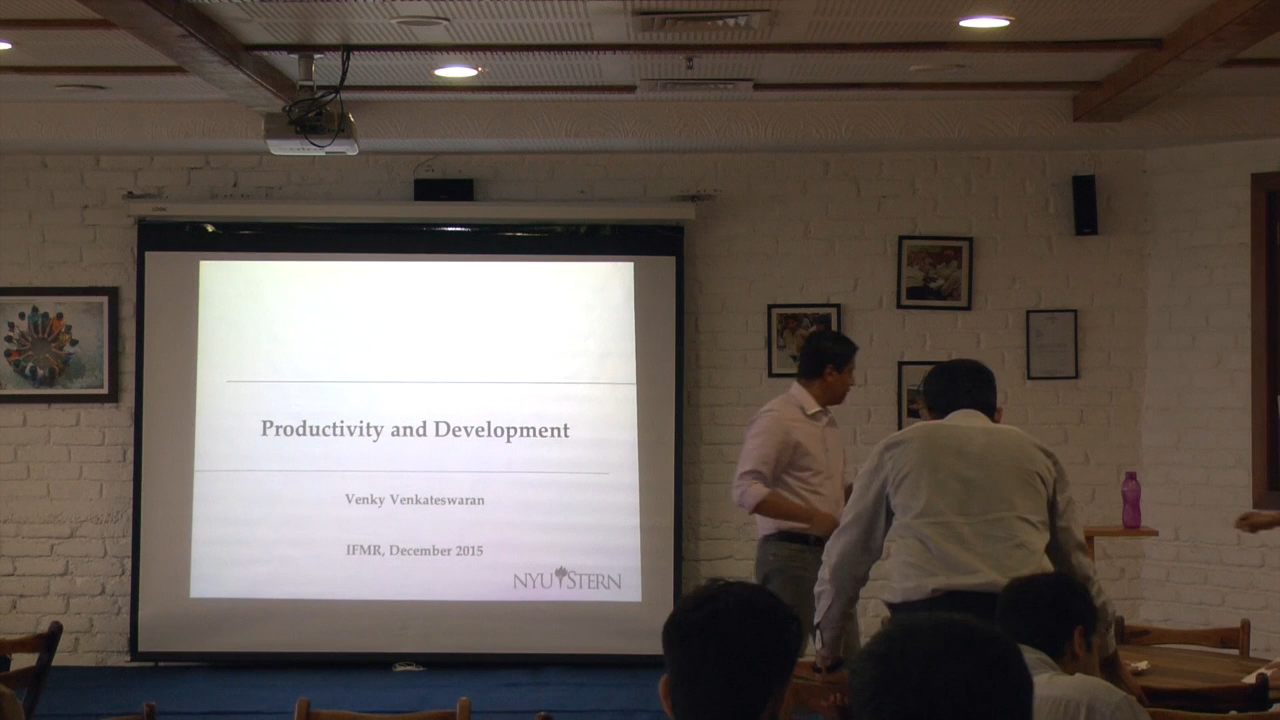 Productivity and Development
Venky Venkateswaran
IFMR, December 2015
NYU STERN